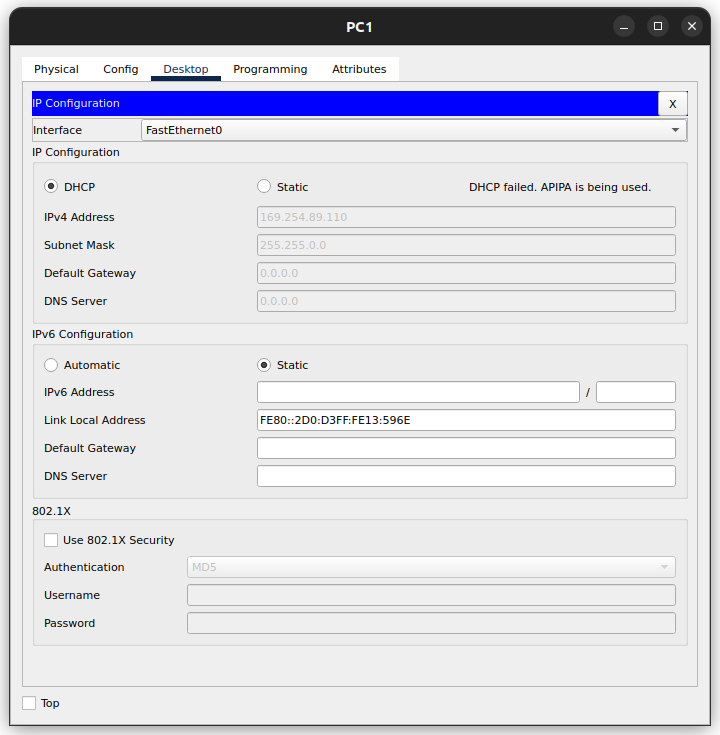 PC1
Physical Config Desktop Programming Attributes
IP Configuration X
Interface FastEthernet0
IP Configuration
DHCP Static DHCP failed. APIPA is being used.
IPv4 Address 169.254.89.110
Subnet Mask 255.255.0.0
Default Gateway 0.0.0.0
DNS Server 0.0.0.0
IPv6 Configuration
Automatic Static
IPv6 Address /
Link Local Address FE80::2D0:D3FF:FE13:596E
Default Gateway
DNS Server
802.1X
Use 802.1X Security
Authentication MD5
Username
Password
Top